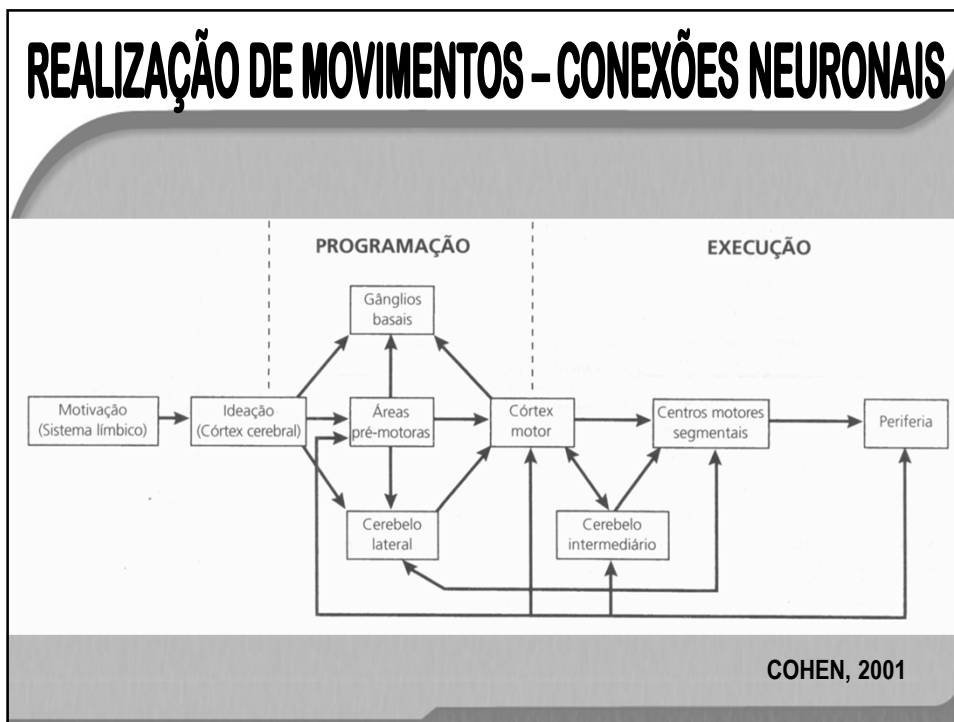 REALIZAÇÃO DE MOVIMENTOS – CONEXÕES NEURONAIS
PROGRAMAÇÃO
EXECUÇÃO
Gânglios
basais
Motivação
(Sistema límbico)
Ideação
(Córtex cerebral)
Áreas
pré-motoras
Córtex
motor
Centros motores
segmentais
Periferia
Cerebelo
lateral
Cerebelo
intermediário
COHEN, 2001